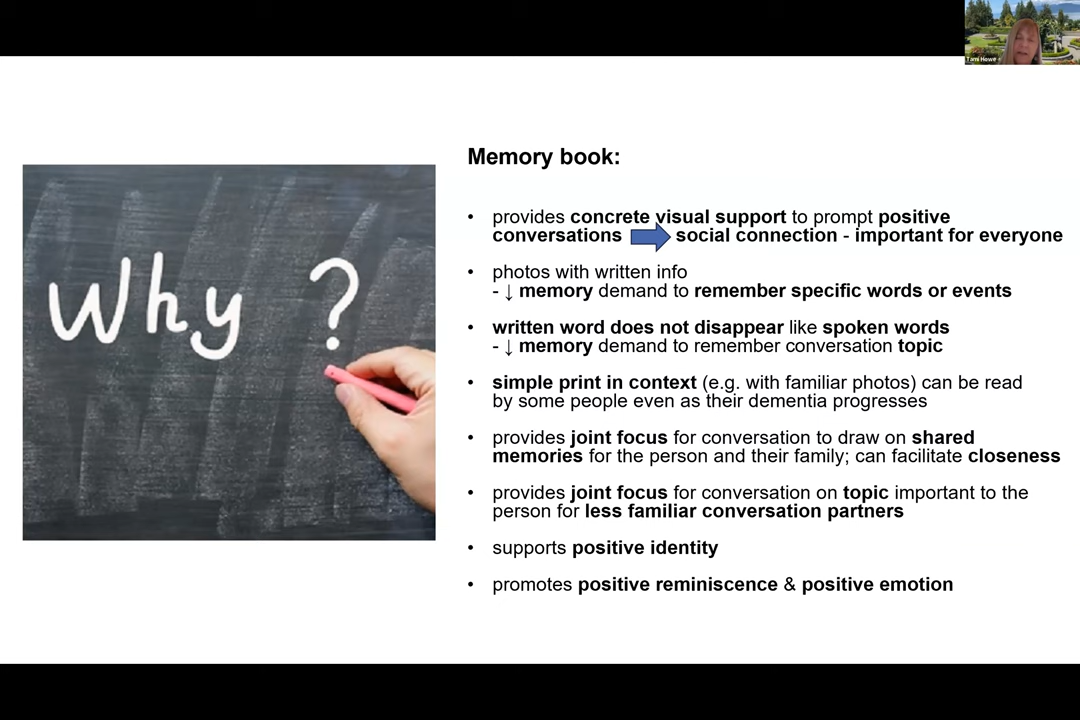 Tami Howe
Memory book:
Why ?
• provides concrete visual support to prompt positive
conversations social connection - important for everyone
• photos with written info
- ↓ memory demand to remember specific words or events
• written word does not disappear like spoken words
- ↓ memory demand to remember conversation topic
• simple print in context (e.g. with familiar photos) can be read
by some people even as their dementia progresses
• provides joint focus for conversation to draw on shared
memories for the person and their family; can facilitate closeness
• provides joint focus for conversation on topic important to the
person for less familiar conversation partners
• supports positive identity
• promotes positive reminiscence & positive emotion